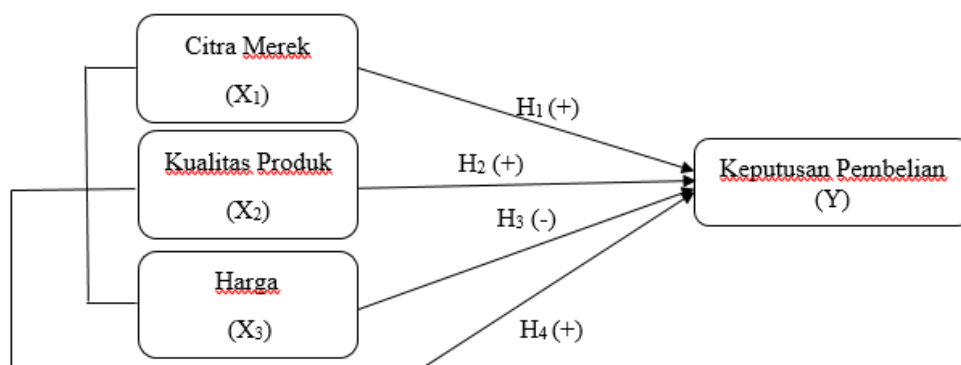 Citra Merek
(X1)
H1 (+)
Kualitas Produk
(X2)
H2 (+)
Keputusan Pembelian
(Y)
H3 (-)
Harga
(X3)
H4 (+)